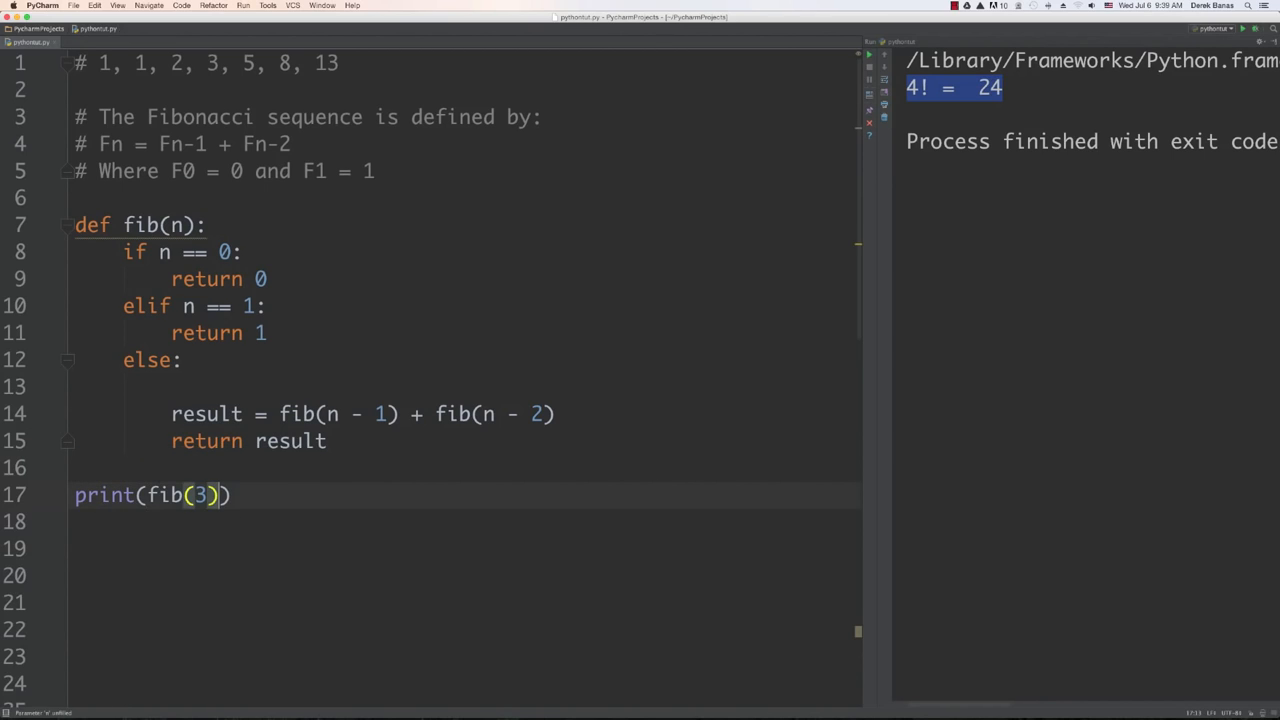 PyCharm File Edit View Navigate Code Refactor Run Tools VCS Window Help 10 Wed Jul 6 9:39 AM Derek Banas
pythontut.py - PycharmProjects - [~/PycharmProjects]
PycharmProjects pythontut.py pythontut
pythontut.py Run pythontut
1 # 1, 1, 2, 3, 5, 8, 13
2
3 # The Fibonacci sequence is defined by:
4 # Fn = Fn-1 + Fn-2
5 # Where F0 = 0 and F1 = 1
6
7 def fib(n):
8 if n == 0:
9 return 0
10 elif n == 1:
11 return 1
12 else:
13
14 result = fib(n - 1) + fib(n - 2)
15 return result
16
17 print(fib(3))
18
19
20
21
22
23
24
/Library/Frameworks/Python.fram
4! =  24
Process finished with exit code
Parameter 'n' unfilled 17:13 LF÷ UTF-8÷